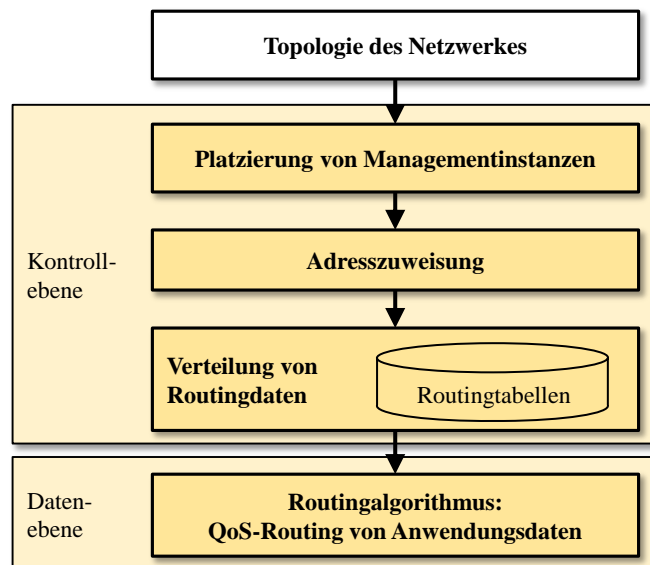 Topologie des Netzwerkes
Platzierung von Managementinstanzen
Kontroll-
ebene
Adresszuweisung
Verteilung von
Routingdaten
Routingtabellen
Daten-
ebene
Routingalgorithmus:
QoS-Routing von Anwendungsdaten